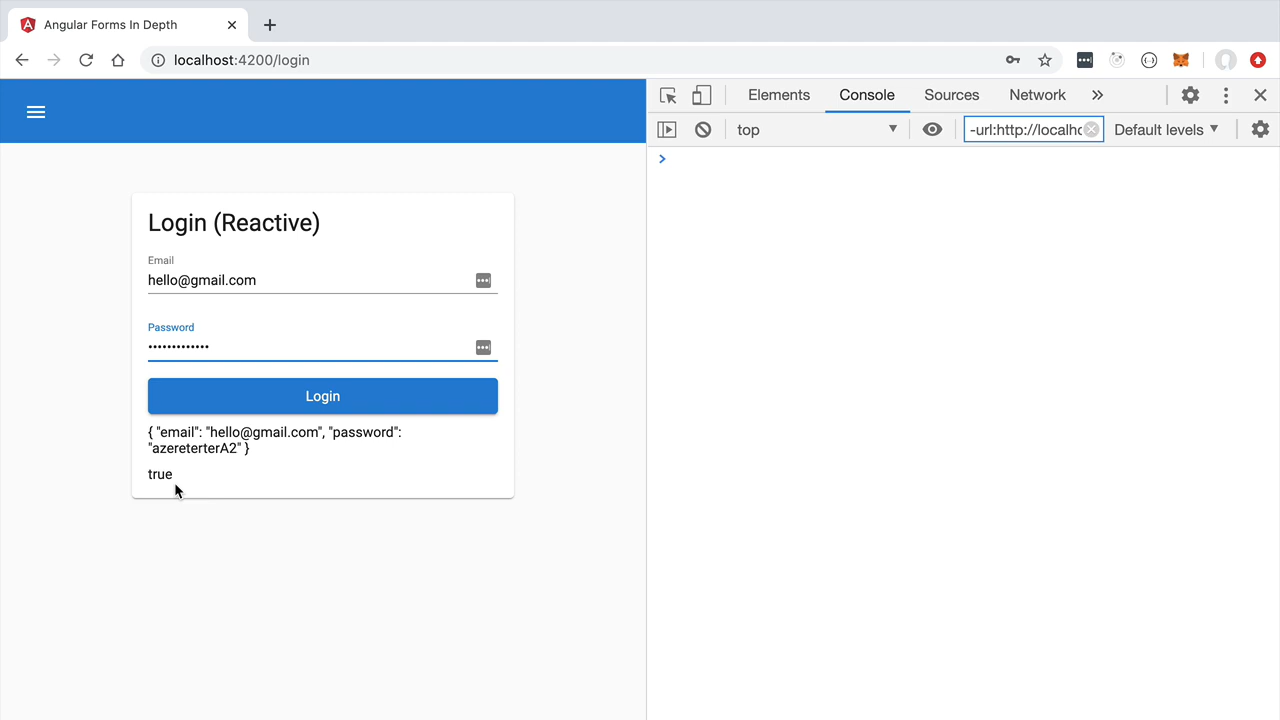 Angular Forms In Depth
localhost:4200/login
Elements
Console
Sources
Network
top
-url:http://localho
Default levels
Login (Reactive)
Email
hello@gmail.com
Password
•••••••••••••
Login
{ "email": "hello@gmail.com", "password":
"azereterterA2" }
true